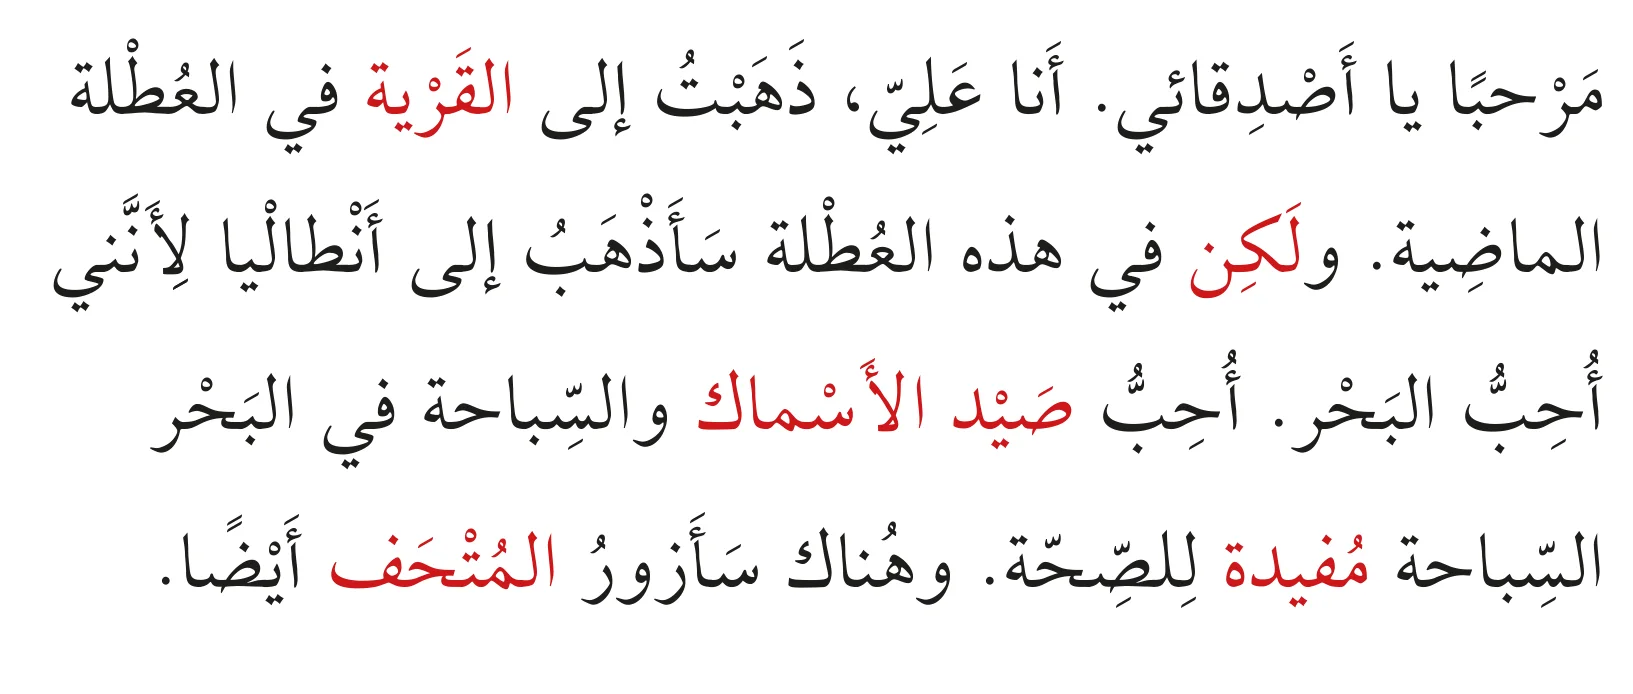 مَرْحبًا يا أَصْدِقائي. أَنا عَلِيّ، ذَهَبْتُ إلى القَرْية في العُطْلة
الماضِية. ولَكِن في هذه العُطْلة سَأَذْهَبُ إلى أَنْطالْيا لِأَنَّني
أُحِبُّ البَحْر. أُحِبُّ صَيْد الأَسْماك والسِّباحة في البَحْر
السِّباحة مُفيدة لِلصِّحّة. وهُناك سَأَزورُ المُتْحَف أَيْضًا.